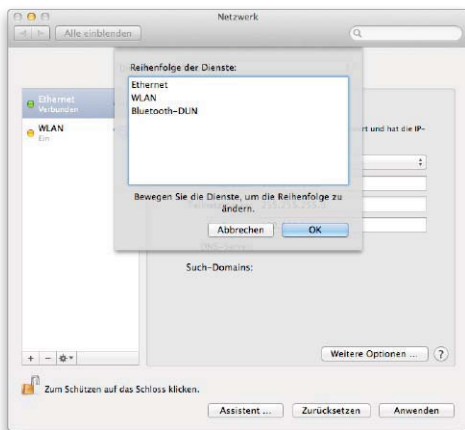 Netzwerk
Alle einblenden
Reihenfolge der Dienste:
Ethernet
WLAN
Bluetooth-DUN
Ethernet
Verbunden
WLAN
Ein
und hat die IP-
Bewegen Sie die Dienste, um die Reihenfolge zu
ändern.
Abbrechen
OK
Such-Domains:
Weitere Optionen ...
?
+ -
Zum Schützen auf das Schloss klicken.
Assistent ...
Zurücksetzen
Anwenden